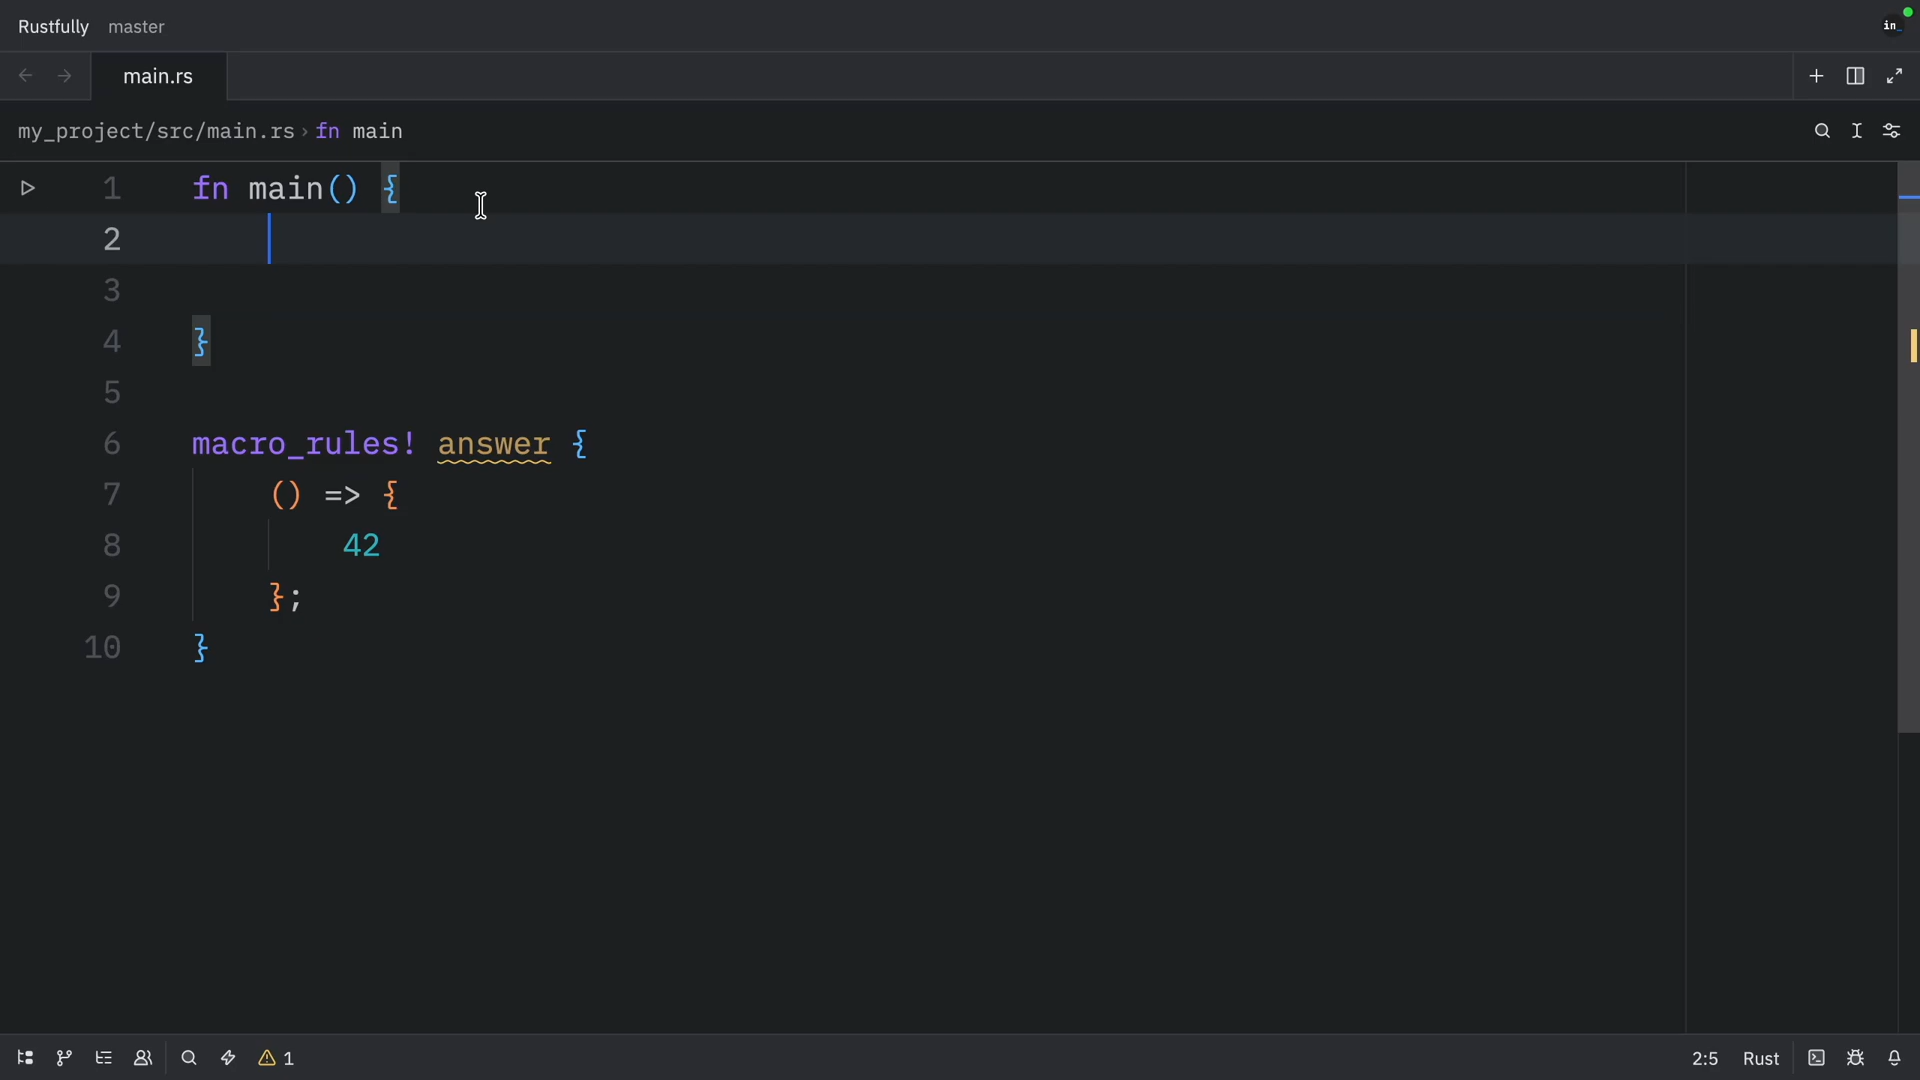 Rustfully master
in_
main.rs
my_project/src/main.rs › fn main
1 fn main() {
2
3
4 }
5
6 macro_rules! answer {
7 () => {
8 42
9 };
10 }
1 2:5 Rust